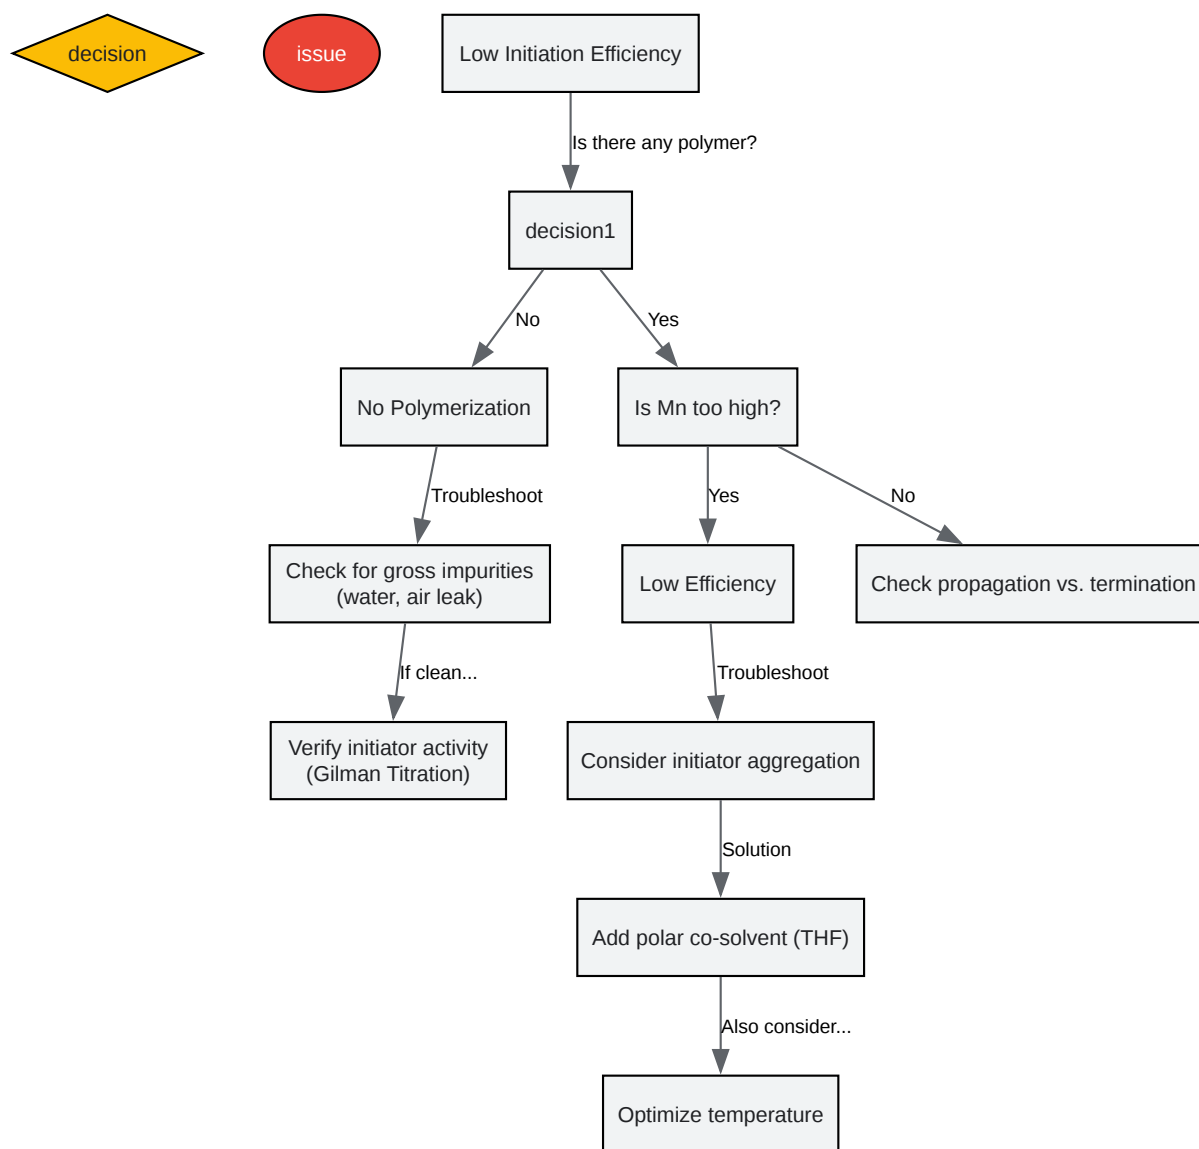 decision
issue
Low Initiation Efficiency
Is there any polymer?
decision1
No
Yes
No Polymerization
Is Mn too high?
Troubleshoot
Yes
No
Check for gross impurities
(water, air leak)
Low Efficiency
Check propagation vs. termination
If clean...
Troubleshoot
Verify initiator activity
(Gilman Titration)
Consider initiator aggregation
Solution
Add polar co-solvent (THF)
Also consider...
Optimize temperature